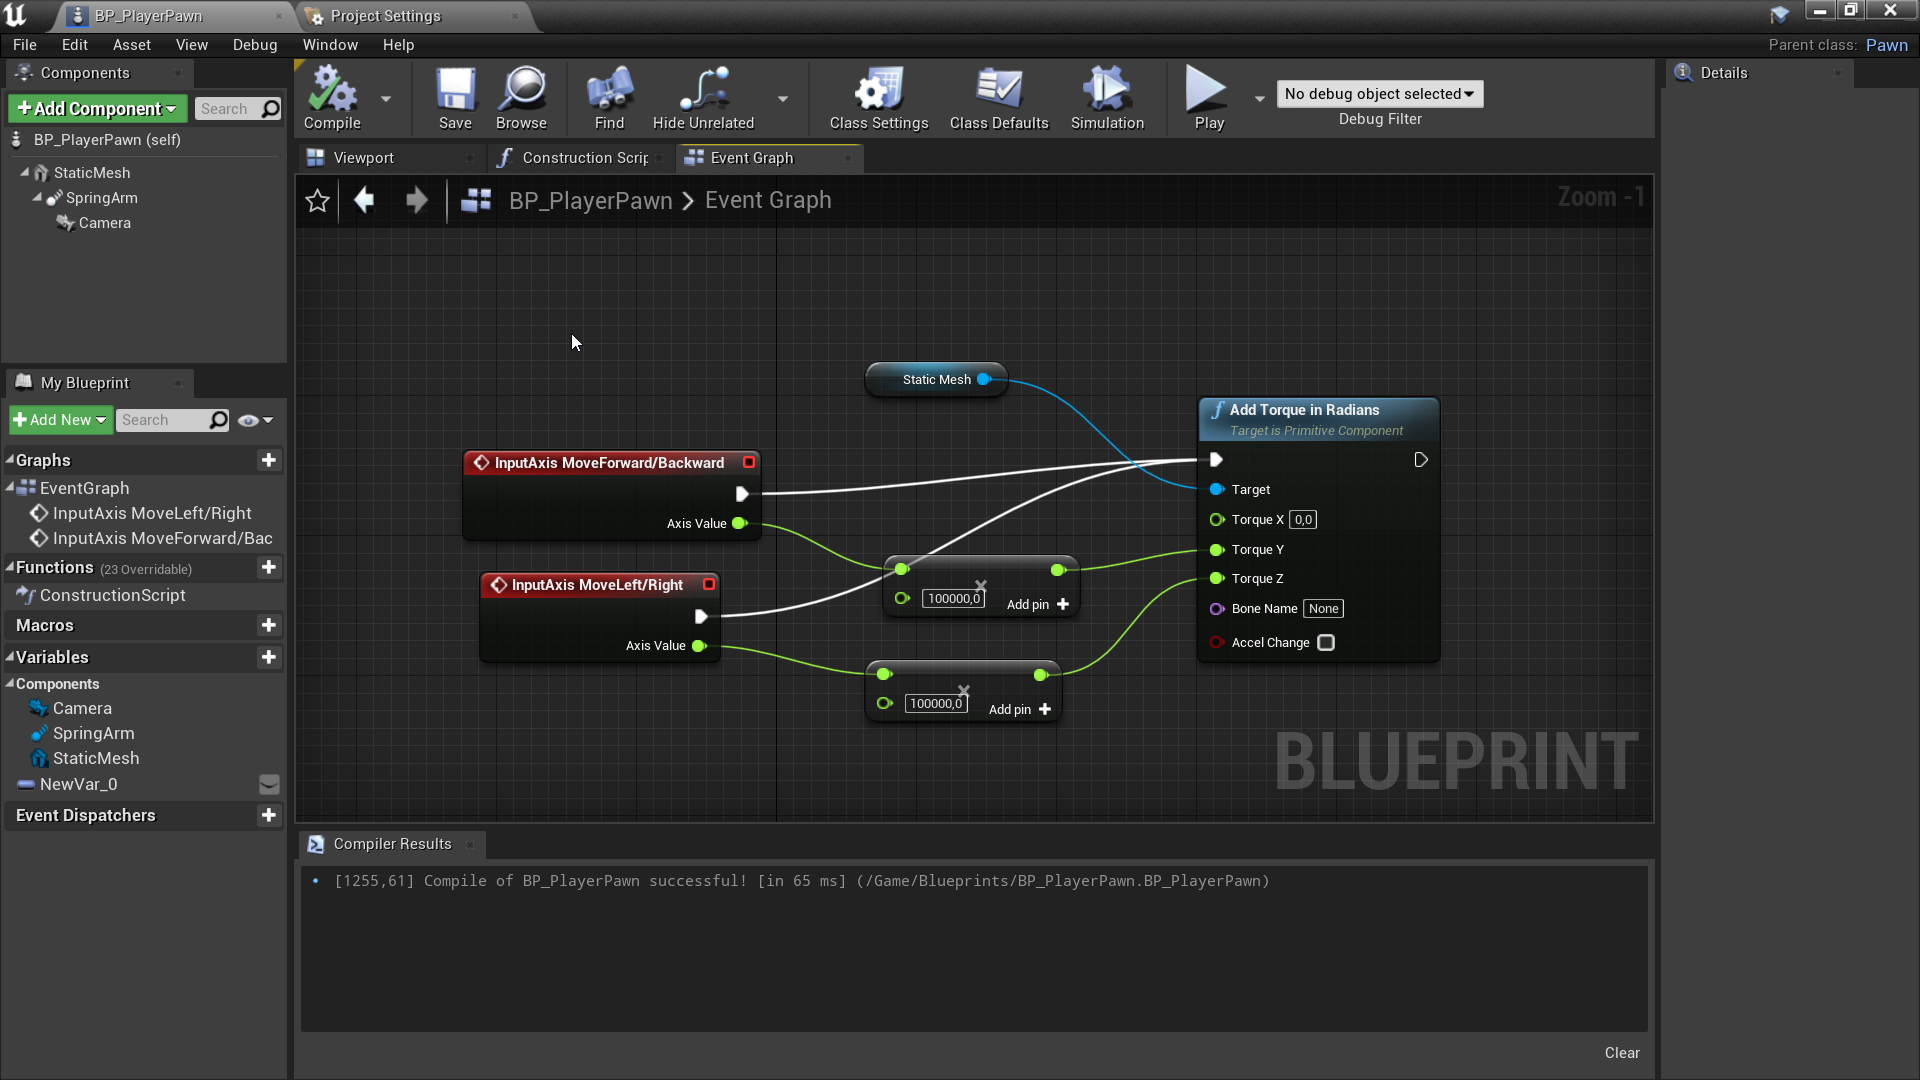 BP_PlayerPawn
Project Settings
File Edit Asset View Debug Window Help
Parent class: Pawn
Components
+Add Component
Search
BP_PlayerPawn (self)
StaticMesh
SpringArm
Camera
Compile
Save
Browse
Find
Hide Unrelated
Class Settings
Class Defaults
Simulation
Play
No debug object selected
Debug Filter
Details
Viewport
Construction Scrip
Event Graph
BP_PlayerPawn > Event Graph
Zoom -1
My Blueprint
+Add New
Search
Graphs
EventGraph
InputAxis MoveLeft/Right
InputAxis MoveForward/Bac
Functions (23 Overridable)
ConstructionScript
Macros
Variables
Components
Camera
SpringArm
StaticMesh
NewVar_0
Event Dispatchers
Static Mesh
InputAxis MoveForward/Backward
Axis Value
InputAxis MoveLeft/Right
Axis Value
100000,0
Add pin +
100000,0
Add pin +
f Add Torque in Radians
Target is Primitive Component
Target
Torque X 0,0
Torque Y
Torque Z
Bone Name None
Accel Change
BLUEPRINT
Compiler Results
[1255,61] Compile of BP_PlayerPawn successful! [in 65 ms] (/Game/Blueprints/BP_PlayerPawn.BP_PlayerPawn)
Clear